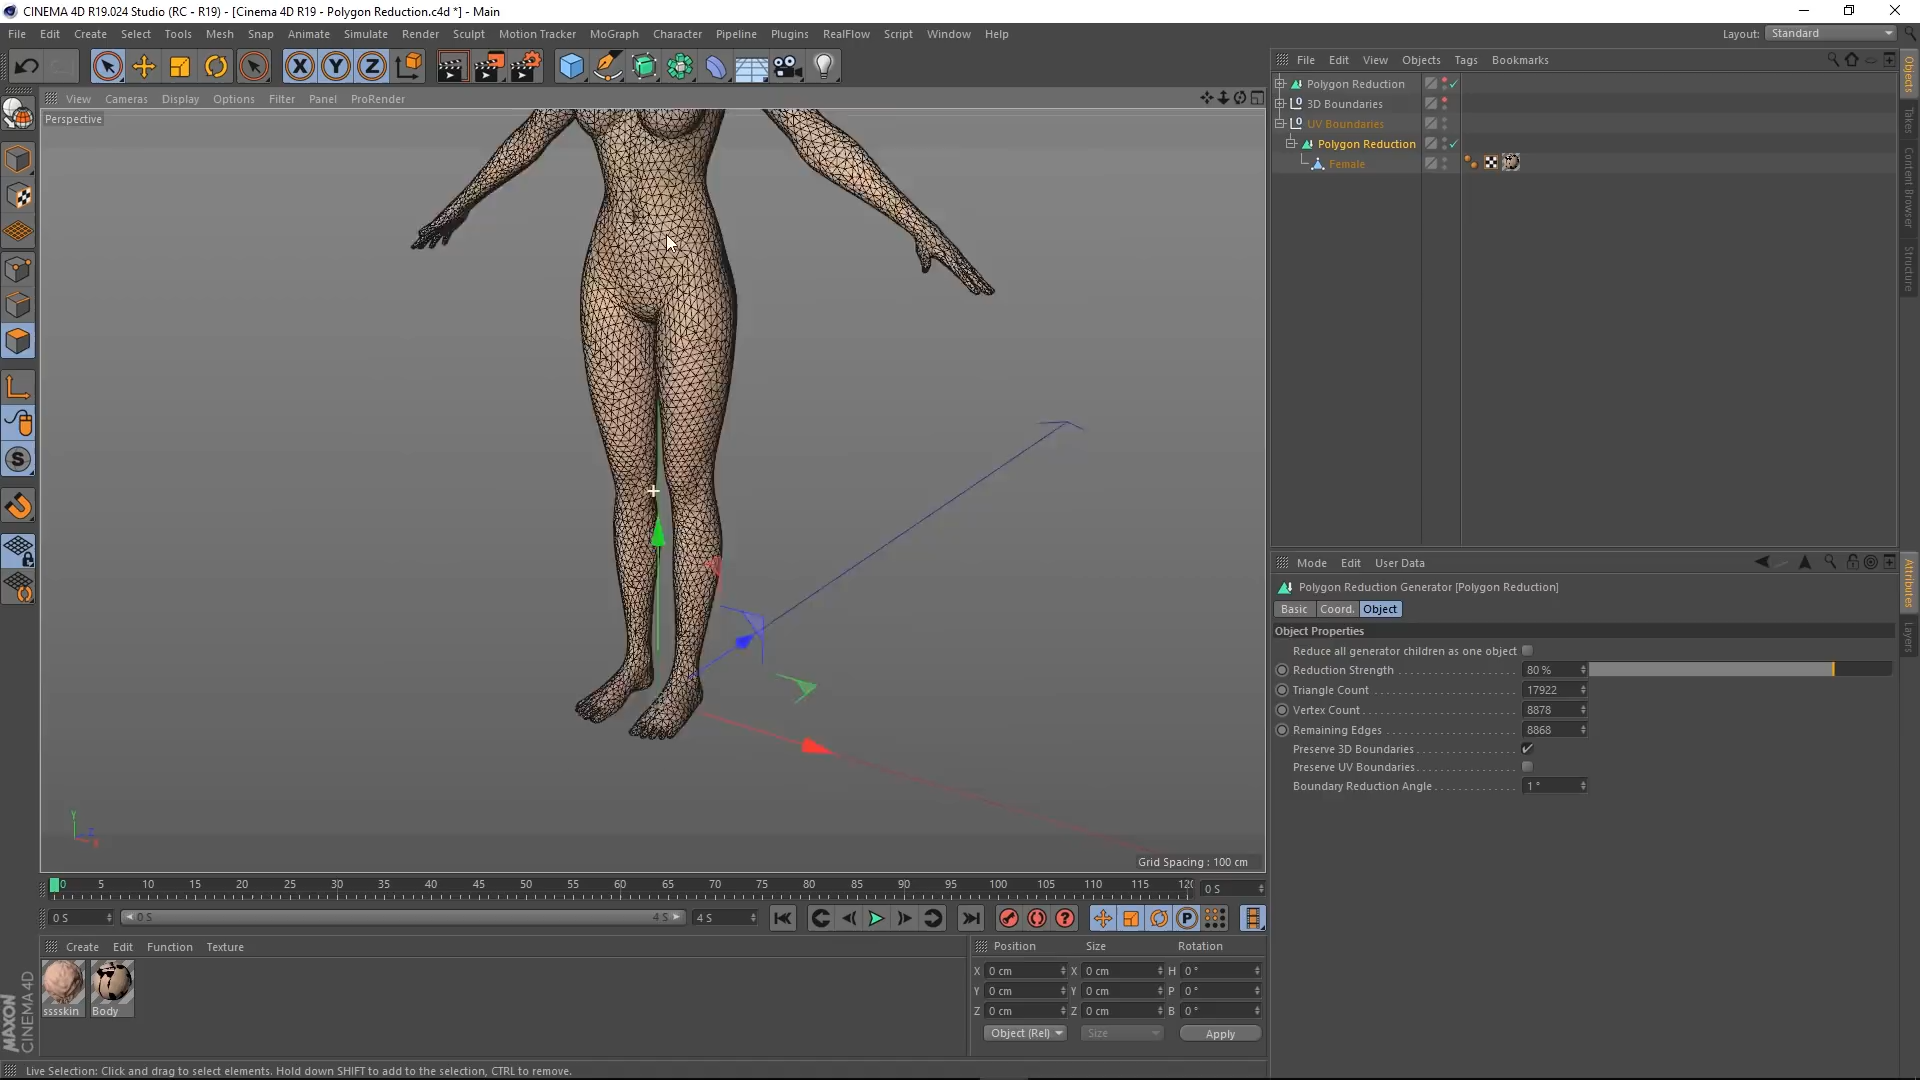 CINEMA 4D R19.024 Studio (RC - R19) - [Cinema 4D R19 - Polygon Reduction.c4d *] - Main
File Edit Create Select Tools Mesh Snap Animate Simulate Render Sculpt Motion Tracker MoGraph Character Pipeline Plugins RealFlow Script Window Help
Layout: Standard
X Y Z
File Edit View Objects Tags Bookmarks
View Cameras Display Options Filter Panel ProRender
Perspective
Polygon Reduction
3D Boundaries
UV Boundaries
Polygon Reduction
Female
Objects
Takes
Content Browser
Structure
Mode Edit User Data
Polygon Reduction Generator [Polygon Reduction]
Basic Coord. Object
Object Properties
Reduce all generator children as one object
Reduction Strength 80 %
Triangle Count 17922
Vertex Count 8878
Remaining Edges 8868
Preserve 3D Boundaries
Preserve UV Boundaries
Boundary Reduction Angle 1 °
Attributes
Layers
Y Z X
Grid Spacing : 100 cm
0 5 10 15 20 25 30 35 40 45 50 55 60 65 70 75 80 85 90 95 100 105 110 115 120
0 S
0 S 0 S 4 S 4 S
Create Edit Function Texture
sssskin Body
Position Size Rotation
X 0 cm X 0 cm H 0 °
Y 0 cm Y 0 cm P 0 °
Z 0 cm Z 0 cm B 0 °
Object (Rel) Size Apply
MAXON CINEMA 4D
Live Selection: Click and drag to select elements. Hold down SHIFT to add to the selection, CTRL to remove.